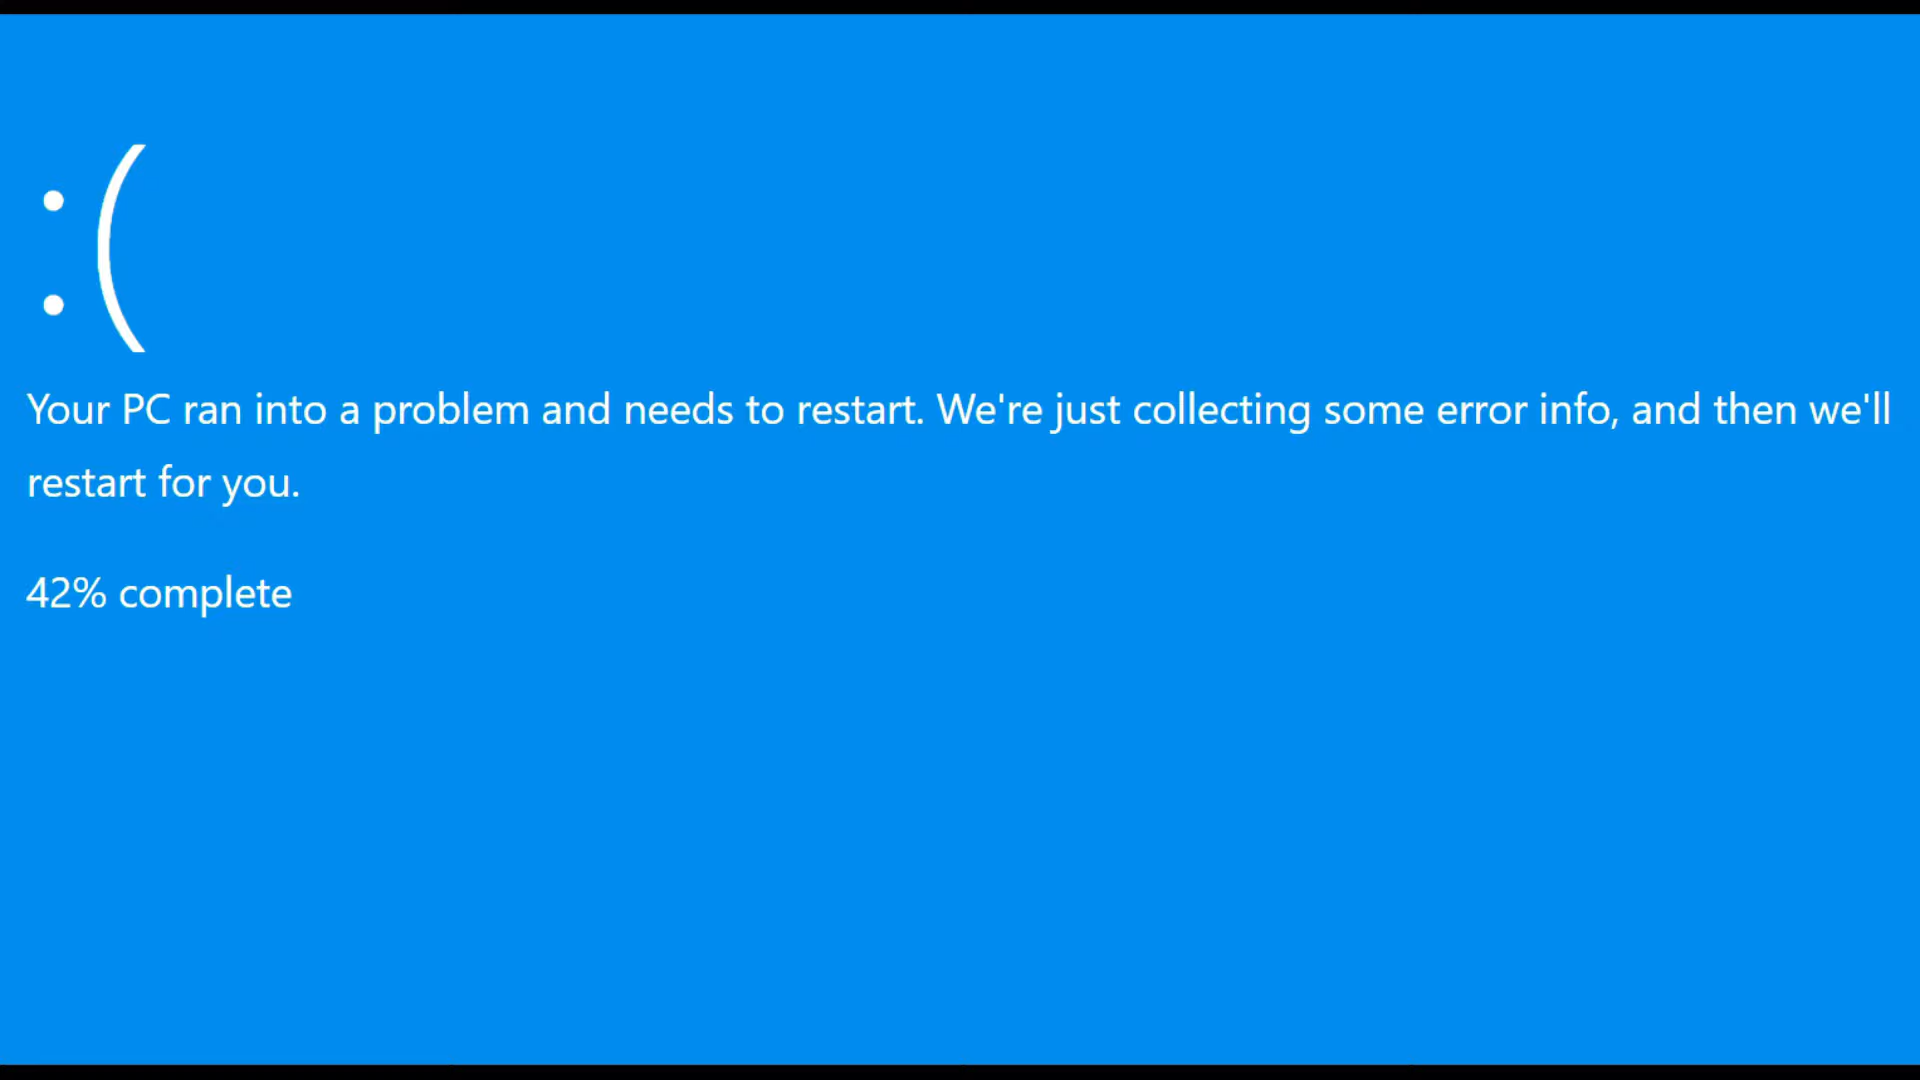 :(
Your PC ran into a problem and needs to restart. We're just collecting some error info, and then we'll
restart for you.
42% complete